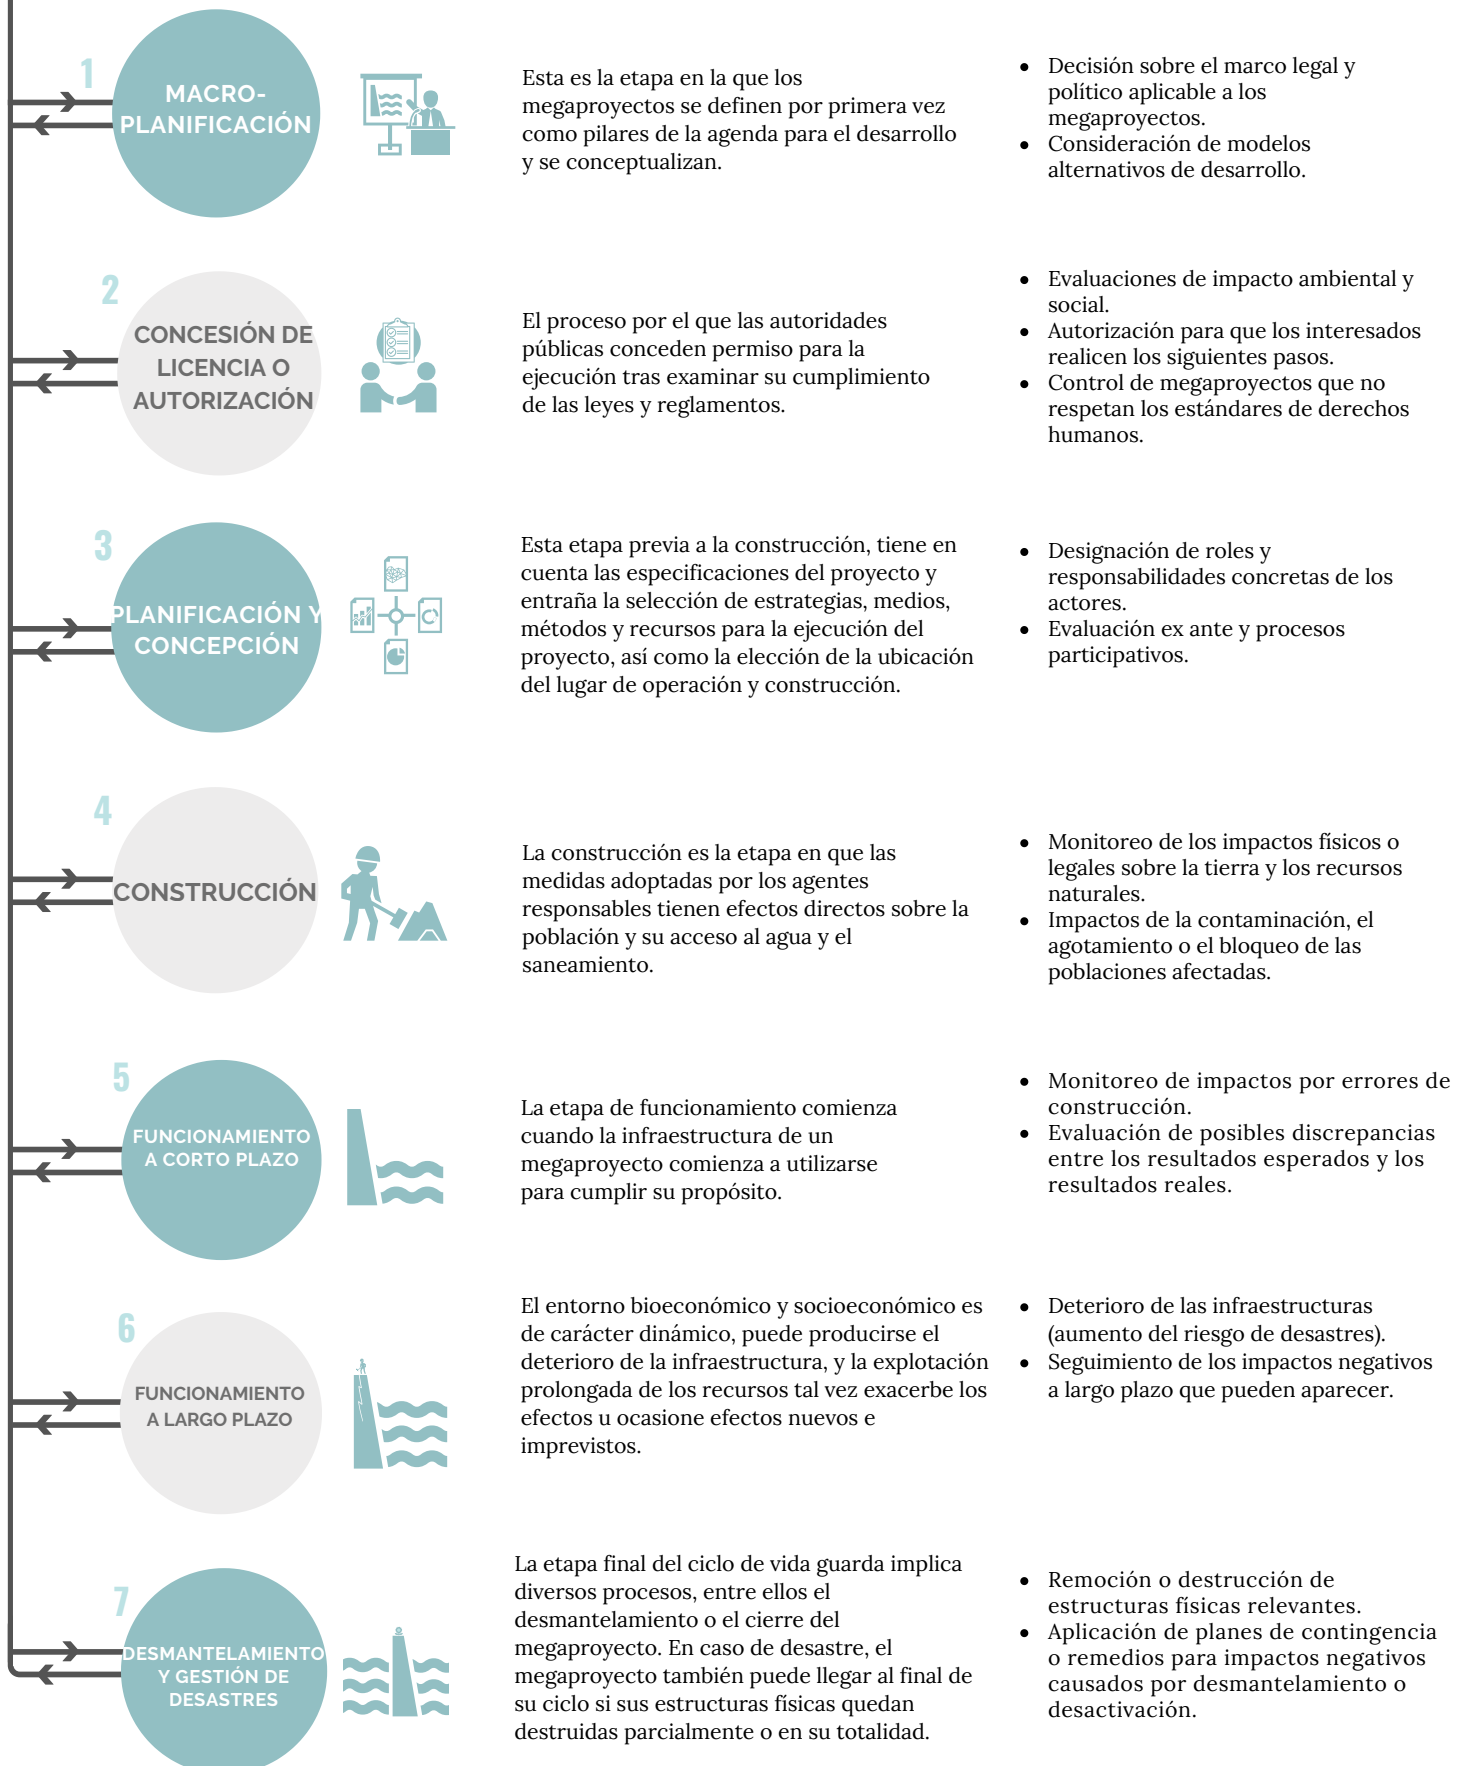 1
MACRO-
PLANIFICACIÓN
Esta es la etapa en la que los
megaproyectos se definen por primera vez
como pilares de la agenda para el desarrollo
y se conceptualizan.
• Decisión sobre el marco legal y
político aplicable a los
megaproyectos.
• Consideración de modelos
alternativos de desarrollo.
2
CONCESIÓN DE
LICENCIA O
AUTORIZACIÓN
El proceso por el que las autoridades
públicas conceden permiso para la
ejecución tras examinar su cumplimiento
de las leyes y reglamentos.
• Evaluaciones de impacto ambiental y
social.
• Autorización para que los interesados
realicen los siguientes pasos.
• Control de megaproyectos que no
respetan los estándares de derechos
humanos.
3
PLANIFICACIÓN Y
CONCEPCIÓN
Esta etapa previa a la construcción, tiene en
cuenta las especificaciones del proyecto y
entraña la selección de estrategias, medios,
métodos y recursos para la ejecución del
proyecto, así como la elección de la ubicación
del lugar de operación y construcción.
• Designación de roles y
responsabilidades concretas de los
actores.
• Evaluación ex ante y procesos
participativos.
4
CONSTRUCCIÓN
La construcción es la etapa en que las
medidas adoptadas por los agentes
responsables tienen efectos directos sobre la
población y su acceso al agua y el
saneamiento.
• Monitoreo de los impactos físicos o
legales sobre la tierra y los recursos
naturales.
• Impactos de la contaminación, el
agotamiento o el bloqueo de las
poblaciones afectadas.
5
FUNCIONAMIENTO
A CORTO PLAZO
La etapa de funcionamiento comienza
cuando la infraestructura de un
megaproyecto comienza a utilizarse
para cumplir su propósito.
• Monitoreo de impactos por errores de
construcción.
• Evaluación de posibles discrepancias
entre los resultados esperados y los
resultados reales.
6
FUNCIONAMIENTO
A LARGO PLAZO
El entorno bioeconómico y socioeconómico es
de carácter dinámico, puede producirse el
deterioro de la infraestructura, y la explotación
prolongada de los recursos tal vez exacerbe los
efectos u ocasione efectos nuevos e
imprevistos.
• Deterioro de las infraestructuras
(aumento del riesgo de desastres).
• Seguimiento de los impactos negativos
a largo plazo que pueden aparecer.
7
DESMANTELAMIENTO
Y GESTIÓN DE
DESASTRES
La etapa final del ciclo de vida guarda implica
diversos procesos, entre ellos el
desmantelamiento o el cierre del
megaproyecto. En caso de desastre, el
megaproyecto también puede llegar al final de
su ciclo si sus estructuras físicas quedan
destruidas parcialmente o en su totalidad.
• Remoción o destrucción de
estructuras físicas relevantes.
• Aplicación de planes de contingencia
o remedios para impactos negativos
causados por desmantelamiento o
desactivación.